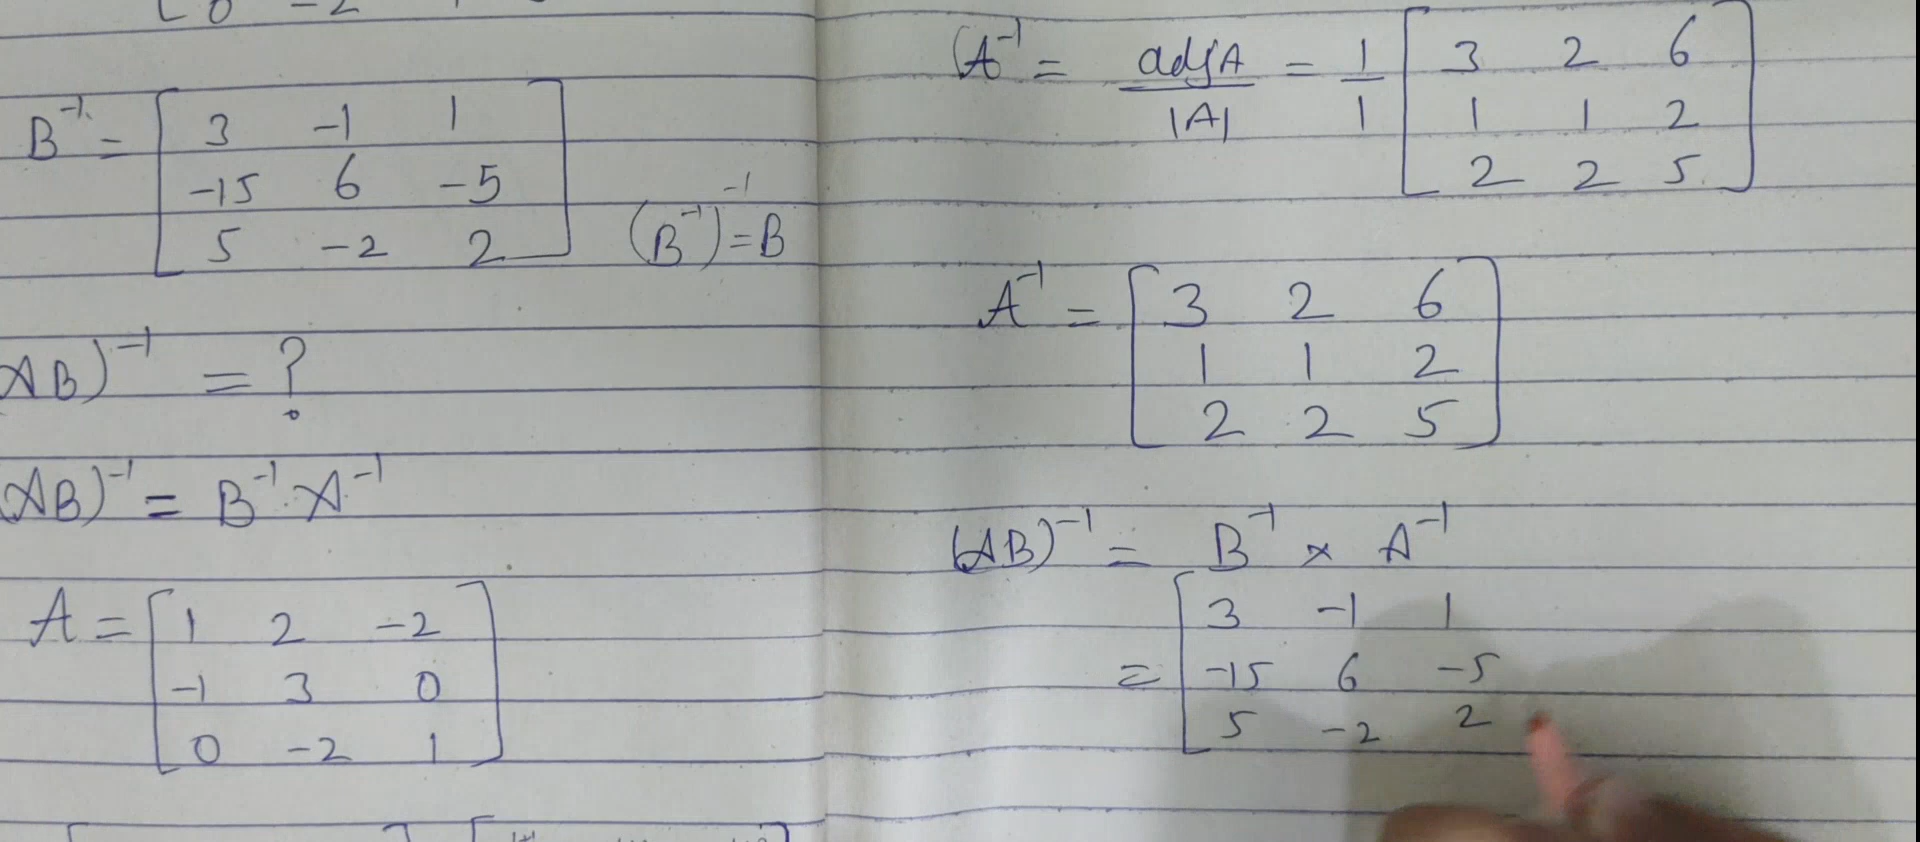 [ 0 -2
B⁻¹ = [ 3 -1 1
-15 6 -5
5 -2 2 ] (B⁻¹)⁻¹ = B
AB)⁻¹ = ?
(AB)⁻¹ = B⁻¹.A⁻¹
A = [ 1 2 -2
-1 3 0
0 -2 1 ]
(A⁻¹ = adjA/|A| = 1/1 [ 3 2 6
1 1 2
2 2 5 ]
A⁻¹ = [ 3 2 6
1 1 2
2 2 5 ]
(AB)⁻¹ = B⁻¹ × A⁻¹
= [ 3 -1 1
-15 6 -5
5 -2 2